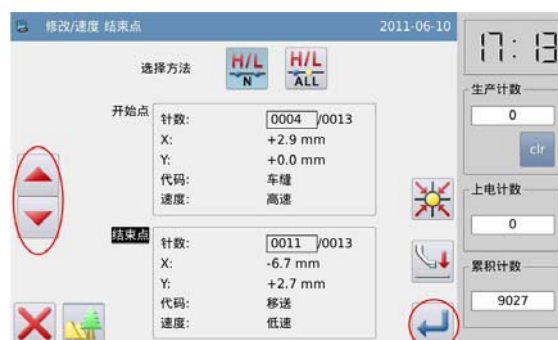 修改/速度 结束点 2011-06-10
17:13
选择方法 H/L N H/L ALL
开始点
针数: 0004 /0013
X: +2.9 mm
Y: +0.0 mm
代码: 车缝
速度: 高速
结束点
针数: 0011 /0013
X: -6.7 mm
Y: +2.7 mm
代码: 移送
速度: 低速
生产计数
0
clr
上电计数
0
累积计数
9027